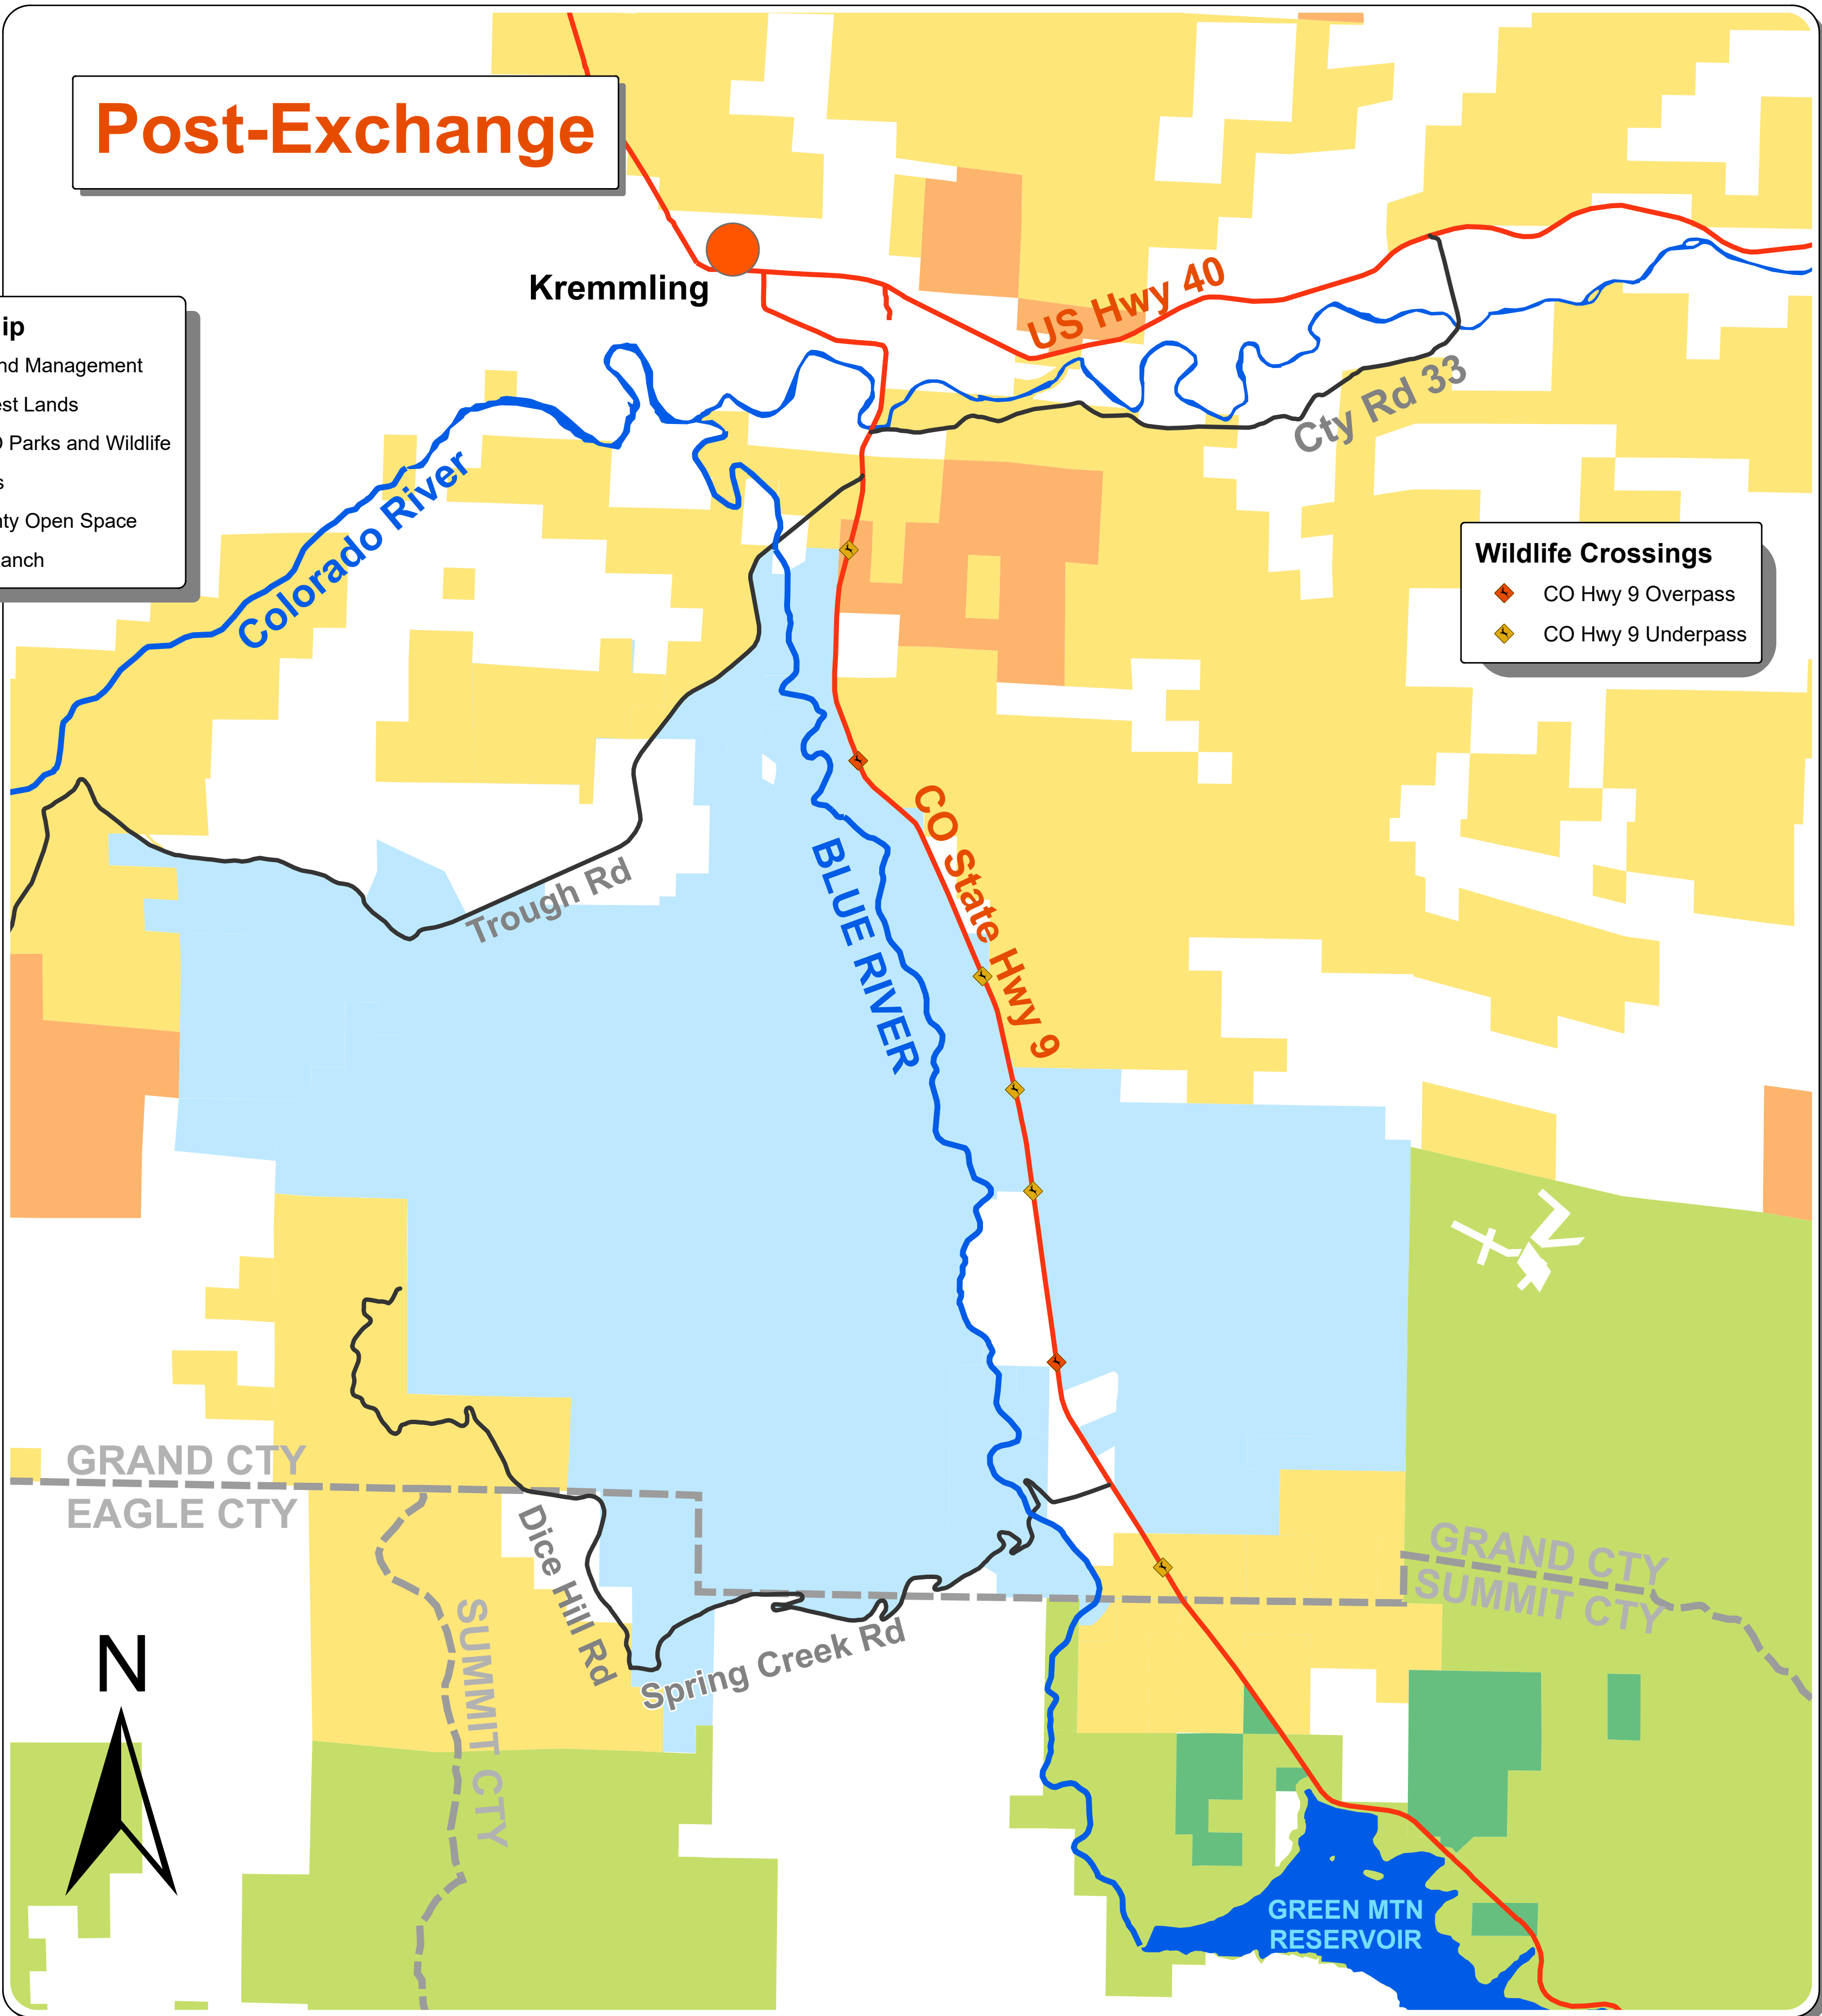 Post-Exchange
Kremmling
US Hwy 40
Cty Rd 33
ip
nd Management
est Lands
Parks and Wildlife
s
nty Open Space
anch
Colorado River
Wildlife Crossings
CO Hwy 9 Overpass
CO Hwy 9 Underpass
Trough Rd
BLUE RIVER
CO State Hwy 9
GRAND CTY
EAGLE CTY
Dice Hill Rd
Spring Creek Rd
SUMMIT CTY
GRAND CTY
SUMMIT CTY
N
GREEN MTN
RESERVOIR